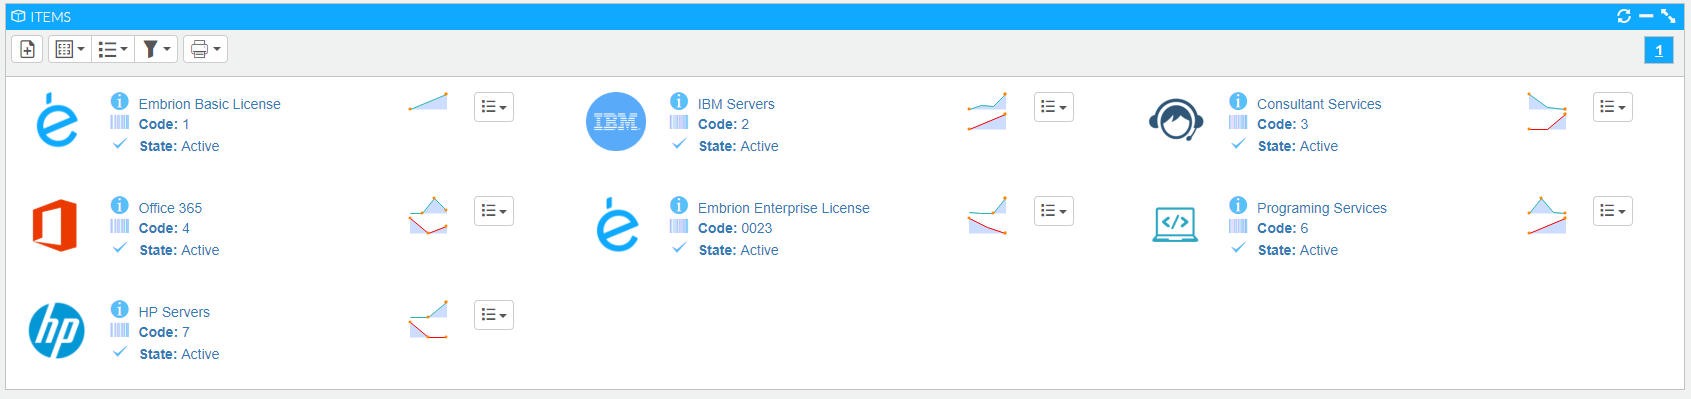 ITEMS
1
Embrion Basic License
Code: 1
State: Active
IBM
IBM Servers
Code: 2
State: Active
Consultant Services
Code: 3
State: Active
Office 365
Code: 4
State: Active
Embrion Enterprise License
Code: 0023
State: Active
</>
Programing Services
Code: 6
State: Active
hp
HP Servers
Code: 7
State: Active